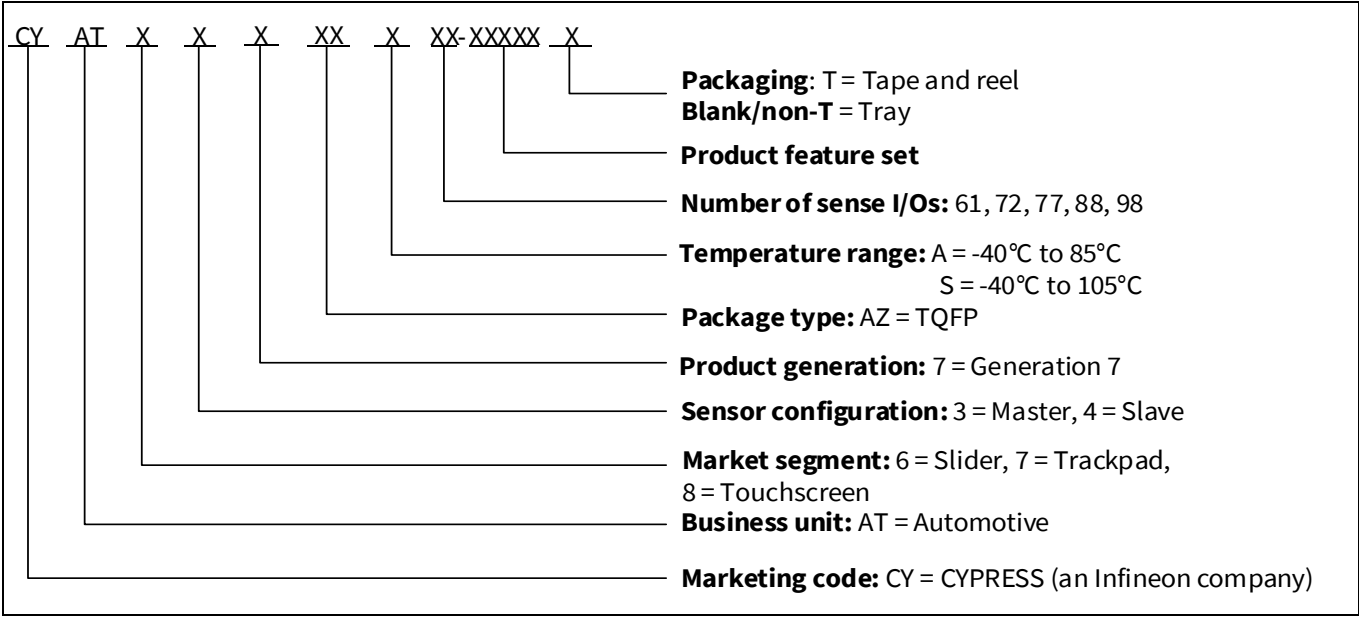 CY AT X X X XX X XX-XXXXX X
Packaging: T = Tape and reel
Blank/non-T = Tray
Product feature set
Number of sense I/Os: 61, 72, 77, 88, 98
Temperature range: A = -40°C to 85°C
S = -40°C to 105°C
Package type: AZ = TQFP
Product generation: 7 = Generation 7
Sensor configuration: 3 = Master, 4 = Slave
Market segment: 6 = Slider, 7 = Trackpad,
8 = Touchscreen
Business unit: AT = Automotive
Marketing code: CY = CYPRESS (an Infineon company)